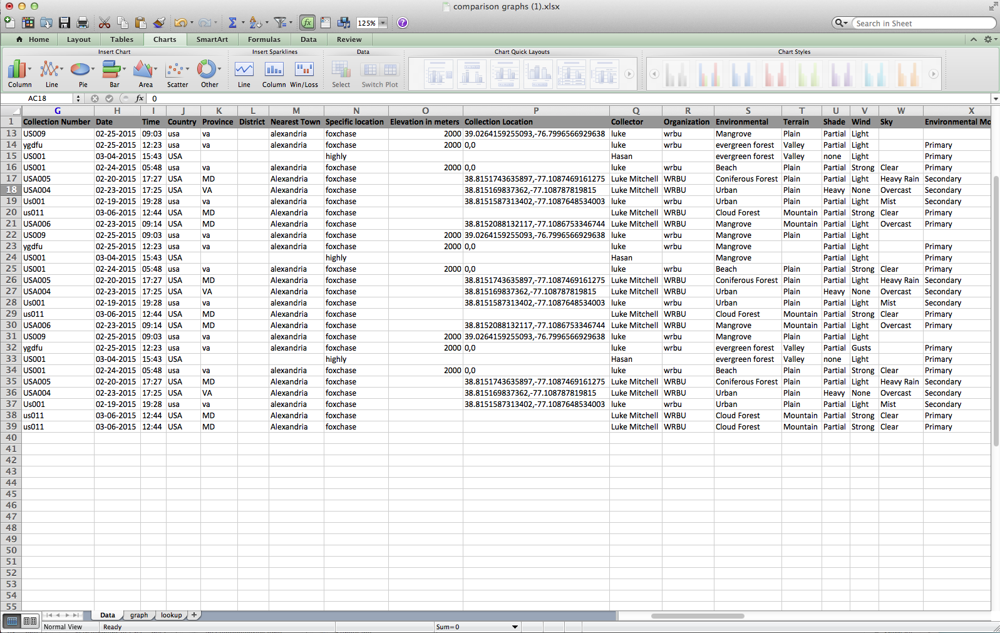 comparison graphs (1).xlsx
125%
Search in Sheet
Home Layout Tables Charts SmartArt Formulas Data Review
Insert Chart Insert Sparklines Data Chart Quick Layouts Chart Styles
Column Line Pie Bar Area Scatter Other Line Column Win/Loss Select Switch Plot
AC18 fx 0
G H I J K L M N O P Q R S T U V W X
1 Collection Number Date Time Country Province District Nearest Town Specific location Elevation in meters Collection Location Collector Organization Environmental Terrain Shade Wind Sky Environmental Mo
13 US009 02-25-2015 09:03 usa va alexandria foxchase 2000 39.0264159255093,-76.7996566929638 luke wrbu Mangrove Plain Partial Light
14 ygdfu 02-25-2015 12:23 usa va alexandria foxchase 2000 0,0 luke wrbu evergreen forest Valley Partial Light Primary
15 US001 03-04-2015 15:43 USA highly Hasan evergreen forest Valley none Light Primary
16 US001 02-24-2015 05:48 usa va alexandria foxchase 2000 0,0 luke wrbu Beach Plain Partial Strong Clear Primary
17 USA005 02-20-2015 17:27 USA MD Alexandria foxchase 38.8151743635897,-77.1087469161275 Luke Mitchell WRBU Coniferous Forest Plain Partial Light Heavy Rain Secondary
18 USA004 02-23-2015 17:25 USA VA Alexandria foxchase 38.815169837362,-77.108787819815 Luke Mitchell WRBU Urban Plain Heavy None Overcast Secondary
19 Us001 02-19-2015 19:28 usa va Alexandria foxchase 38.8151587313402,-77.1087648534003 luke wrbu Urban Plain Partial Light Mist Secondary
20 us011 03-06-2015 12:44 USA MD Alexandria foxchase Luke Mitchell WRBU Cloud Forest Mountain Partial Strong Clear Primary
21 USA006 02-23-2015 09:14 USA MD Alexandria foxchase 38.8152088132117,-77.1086753346744 Luke Mitchell WRBU Mangrove Mountain Partial Light Overcast Primary
22 US009 02-25-2015 09:03 usa va alexandria foxchase 2000 39.0264159255093,-76.7996566929638 luke wrbu Mangrove Plain Partial Light
23 ygdfu 02-25-2015 12:23 usa va alexandria foxchase 2000 0,0 luke wrbu Mangrove Partial Light Primary
24 US001 03-04-2015 15:43 USA highly Hasan Mangrove Partial Light Primary
25 US001 02-24-2015 05:48 usa va alexandria foxchase 2000 0,0 luke wrbu Beach Plain Partial Strong Clear Primary
26 USA005 02-20-2015 17:27 USA MD Alexandria foxchase 38.8151743635897,-77.1087469161275 Luke Mitchell WRBU Coniferous Forest Plain Partial Light Heavy Rain Secondary
27 USA004 02-23-2015 17:25 USA VA Alexandria foxchase 38.815169837362,-77.108787819815 Luke Mitchell WRBU Urban Plain Heavy None Overcast Secondary
28 Us001 02-19-2015 19:28 usa va Alexandria foxchase 38.8151587313402,-77.1087648534003 luke wrbu Urban Plain Partial Light Mist Secondary
29 us011 03-06-2015 12:44 USA MD Alexandria foxchase Luke Mitchell WRBU Cloud Forest Mountain Partial Strong Clear Primary
30 USA006 02-23-2015 09:14 USA MD Alexandria foxchase 38.8152088132117,-77.1086753346744 Luke Mitchell WRBU Mangrove Mountain Partial Light Overcast Primary
31 US009 02-25-2015 09:03 usa va alexandria foxchase 2000 39.0264159255093,-76.7996566929638 luke wrbu Mangrove Plain Partial Light
32 ygdfu 02-25-2015 12:23 usa va alexandria foxchase 2000 0,0 luke wrbu evergreen forest Valley Partial Gusts Primary
33 US001 03-04-2015 15:43 USA highly Hasan evergreen forest Valley none Light Primary
34 US001 02-24-2015 05:48 usa va alexandria foxchase 2000 0,0 luke wrbu Beach Plain Partial Strong Clear Primary
35 USA005 02-20-2015 17:27 USA MD Alexandria foxchase 38.8151743635897,-77.1087469161275 Luke Mitchell WRBU Coniferous Forest Plain Partial Light Heavy Rain Secondary
36 USA004 02-23-2015 17:25 USA VA Alexandria foxchase 38.815169837362,-77.108787819815 Luke Mitchell WRBU Urban Plain Heavy None Overcast Secondary
37 Us001 02-19-2015 19:28 usa va Alexandria foxchase 38.8151587313402,-77.1087648534003 luke wrbu Urban Plain Partial Light Mist Secondary
38 us011 03-06-2015 12:44 USA MD Alexandria foxchase Luke Mitchell WRBU Cloud Forest Mountain Partial Strong Clear Primary
39 us011 03-06-2015 12:44 USA MD Alexandria foxchase Luke Mitchell WRBU Cloud Forest Mountain Partial Strong Clear Primary
40
41
42
43
44
45
46
47
48
49
50
51
52
53
54
55
Data graph lookup +
Normal View Ready Sum=0